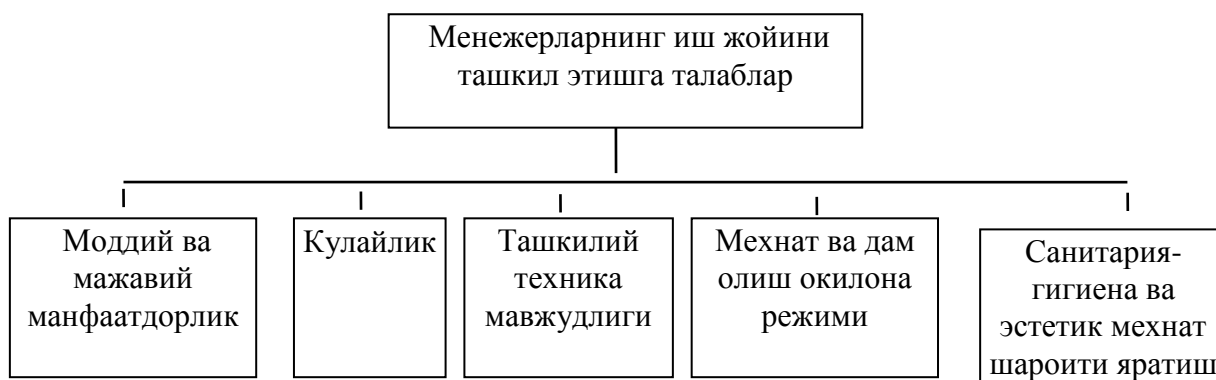 Менежерларнинг иш жойини
ташкил этишга талаблар
Моддий ва
мажавий
манфаатдорлик
Кулайлик
Ташкилий
техника
мавжудлиги
Мехнат ва дам
олиш окилона
режими
Санитария-
гигиена ва
эстетик мехнат
шароити яратиш